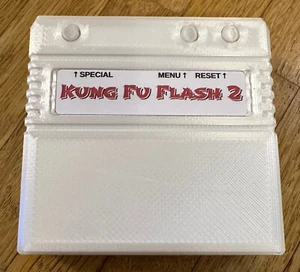 ↑ SPECIAL MENU ↑ RESET ↑
KUNG FU FLASH 2